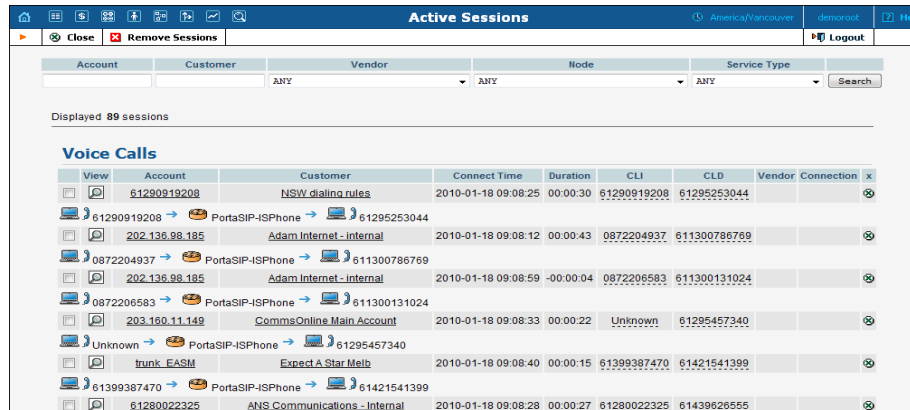 Active Sessions America/Vancouver demoroot [?] He
Close Remove Sessions Logout
Account Customer Vendor Node Service Type
ANY ANY ANY Search
Displayed 89 sessions
Voice Calls
View Account Customer Connect Time Duration CLI CLD Vendor Connection x
61290919208 NSW dialing rules 2010-01-18 09:08:25 00:00:30 61290919208 61295253044
61290919208 → PortaSIP-ISPhone → 61295253044
202.136.98.185 Adam Internet - internal 2010-01-18 09:08:12 00:00:43 0872204937 611300786769
0872204937 → PortaSIP-ISPhone → 611300786769
202.136.98.185 Adam Internet - internal 2010-01-18 09:08:59 -00:00:04 0872206583 611300131024
0872206583 → PortaSIP-ISPhone → 611300131024
203.160.11.149 CommsOnline Main Account 2010-01-18 09:08:33 00:00:22 Unknown 61295457340
Unknown → PortaSIP-ISPhone → 61295457340
trunk_EASM Expect A Star Melb 2010-01-18 09:08:40 00:00:15 61399387470 61421541399
61399387470 → PortaSIP-ISPhone → 61421541399
61280022325 ANS Communications - Internal 2010-01-18 09:08:28 00:00:27 61280022325 61439626555